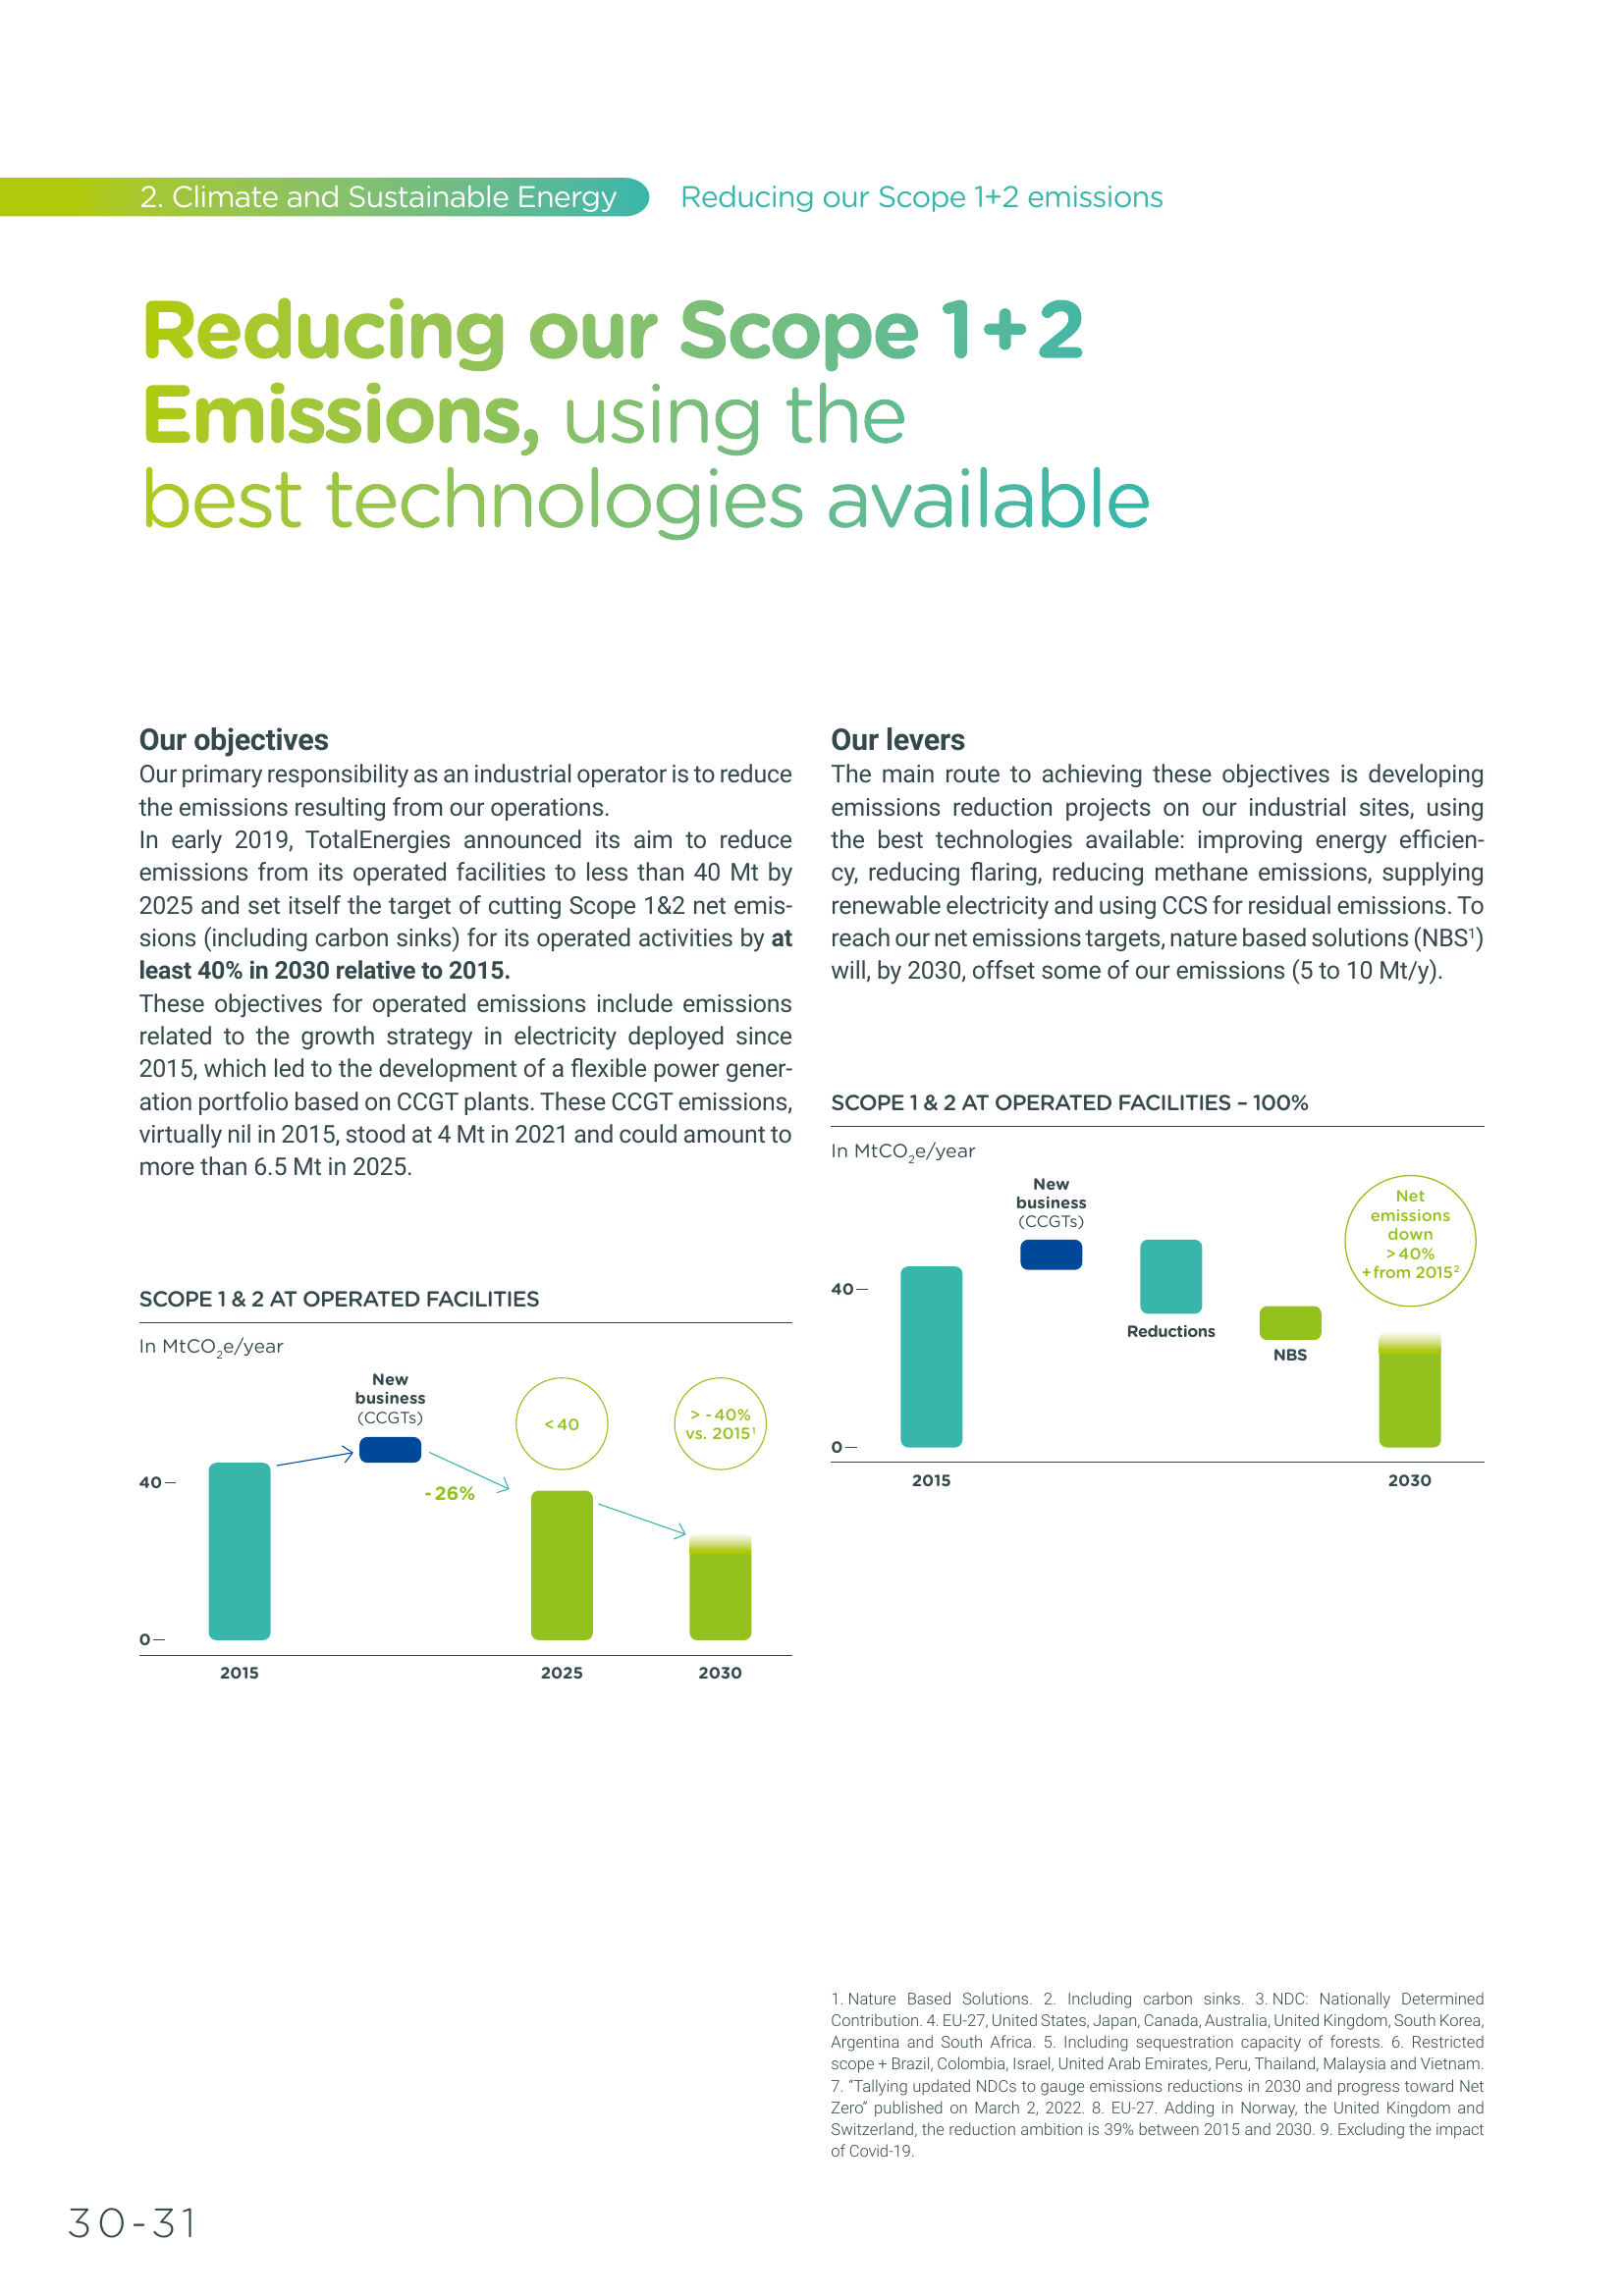 2. Climate and Sustainable Energy
Reducing our Scope 1+2 emissions
Reducing our Scope 1+2
Emissions, using the
best technologies available
Our objectives
Our primary responsibility as an industrial operator is to reduce
the emissions resulting from our operations.
In early 2019, TotalEnergies announced its aim to reduce
emissions from its operated facilities to less than 40 Mt by
2025 and set itself the target of cutting Scope 1&2 net emis-
sions (including carbon sinks) for its operated activities by at
least 40% in 2030 relative to 2015.
These objectives for operated emissions include emissions
related to the growth strategy in electricity deployed since
2015, which led to the development of a flexible power gener-
ation portfolio based on CCGT plants. These CCGT emissions,
virtually nil in 2015, stood at 4 Mt in 2021 and could amount to
more than 6.5 Mt in 2025.
SCOPE 1 & 2 AT OPERATED FACILITIES
In MtCO₂e/year
New
business
(CCGTs)
<40
> -40%
vs. 2015¹
40
-26%
0
2015
2025
2030
Our levers
The main route to achieving these objectives is developing
emissions reduction projects on our industrial sites, using
the best technologies available: improving energy efficien-
cy, reducing flaring, reducing methane emissions, supplying
renewable electricity and using CCS for residual emissions. To
reach our net emissions targets, nature based solutions (NBS¹)
will, by 2030, offset some of our emissions (5 to 10 Mt/y).
SCOPE 1 & 2 AT OPERATED FACILITIES – 100%
In MtCO₂e/year
New
business
(CCGTs)
Net
emissions
down
>40%
+from 2015²
40
Reductions
NBS
0
2015
2030
1. Nature Based Solutions. 2. Including carbon sinks. 3. NDC: Nationally Determined
Contribution. 4. EU-27, United States, Japan, Canada, Australia, United Kingdom, South Korea,
Argentina and South Africa. 5. Including sequestration capacity of forests. 6. Restricted
scope + Brazil, Colombia, Israel, United Arab Emirates, Peru, Thailand, Malaysia and Vietnam.
7. “Tallying updated NDCs to gauge emissions reductions in 2030 and progress toward Net
Zero” published on March 2, 2022. 8. EU-27. Adding in Norway, the United Kingdom and
Switzerland, the reduction ambition is 39% between 2015 and 2030. 9. Excluding the impact
of Covid-19.
30-31